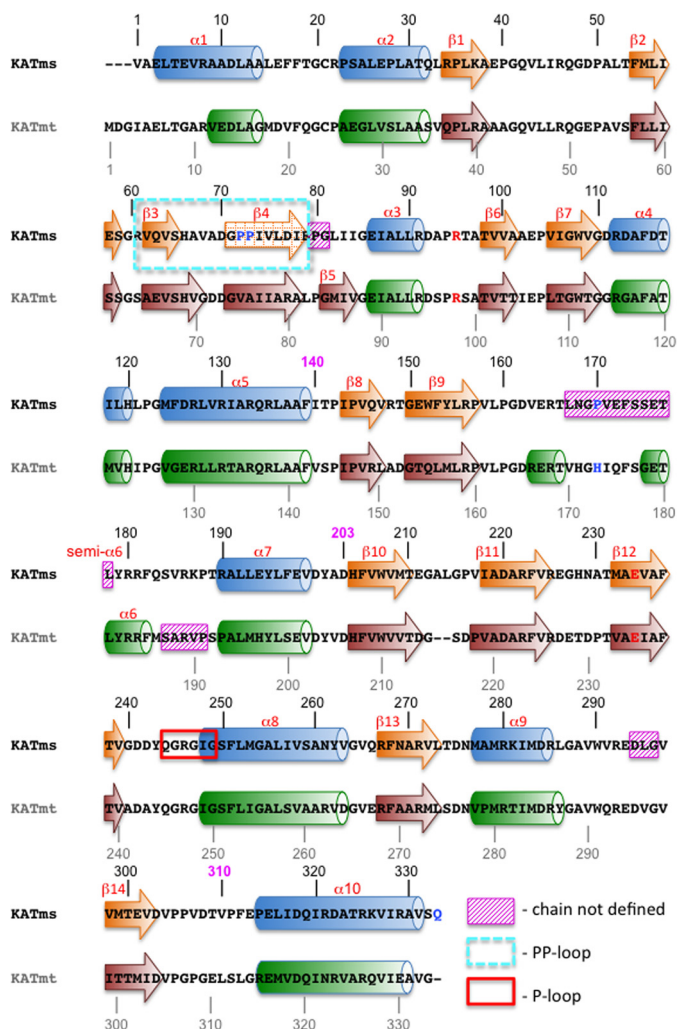 1 10 20 30 40 50
α1 α2 β1 β2
KATms ---VAELTEVRAADLAALEFFTGCRPSALEPLATQLRPLKAEPGQVLIRQGDPALTFMLI
KATmt MDGIAELTGARVEDLAGMDVFQGCPAEGLVSLAASVQPLRAAAGQVLLRQGEPAVSFLLI
1 10 20 30 40 50 60
60 70 80 90 100 110
β3 β4 α3 β6 β7 α4
KATms ESGRVQVSHAVADGPPIVLDIRPGLIIGEIALLRDAPRTATVVAAEPVIGWVGDRDAFDT
β5
KATmt SSGSAEVSHVGDDGVAIIARALPGMIVGEIALLRDSPRSATVTTIEPLTGWTGGRGAFAT
70 80 90 100 110 120
120 130 140 150 160 170
α5 β8 β9
KATms ILHLPGMFDRLVRIARQRLAAFITPIPVQVRTGEWFYLRPVLPGDVERTLNGPVEFSSET
KATmt MVHIPGVGERLLRTARQRLAAFVSPIPVRLADGTQLMLRPVLPGDRERTVHGHIQFSGET
130 140 150 160 170 180
180 190 203 210 220 230
semi-α6 α7 β10 β11 β12
KATms LYRRFQSVRKPTRALLEYLFEVDYADHFVWVMTEGALGPVIADARFVREGHNATMAEVAF
α6
KATmt LYRRFMSARVPSPALMHYLSEVDYVDHFVWVVTDG--SDPVADARFVRDETDPTVAEIAF
190 200 210 220 230
240 250 260 270 280 290
α8 β13 α9
KATms TVGDDYQGRGIGSFLMGALIVSANYVGVQRFNARVLTDNMAMRKIMDRLGAVWVREDLGV
KATmt TVADAYQGRGIGSFLIGALSVAARVDGVERFAARMLSDNVPMRTIMDRYGAVWQREDVGV
240 250 260 270 280 290
300 310 320 330
β14 α10
KATms VMTEVDVPPVDTVPFEPELIDQIRDATRKVIRAVSQ
KATmt ITTMIDVPGPGELSLGREMVDQINRVARQVIEAVG-
300 310 320 330
- chain not defined
- PP-loop
- P-loop